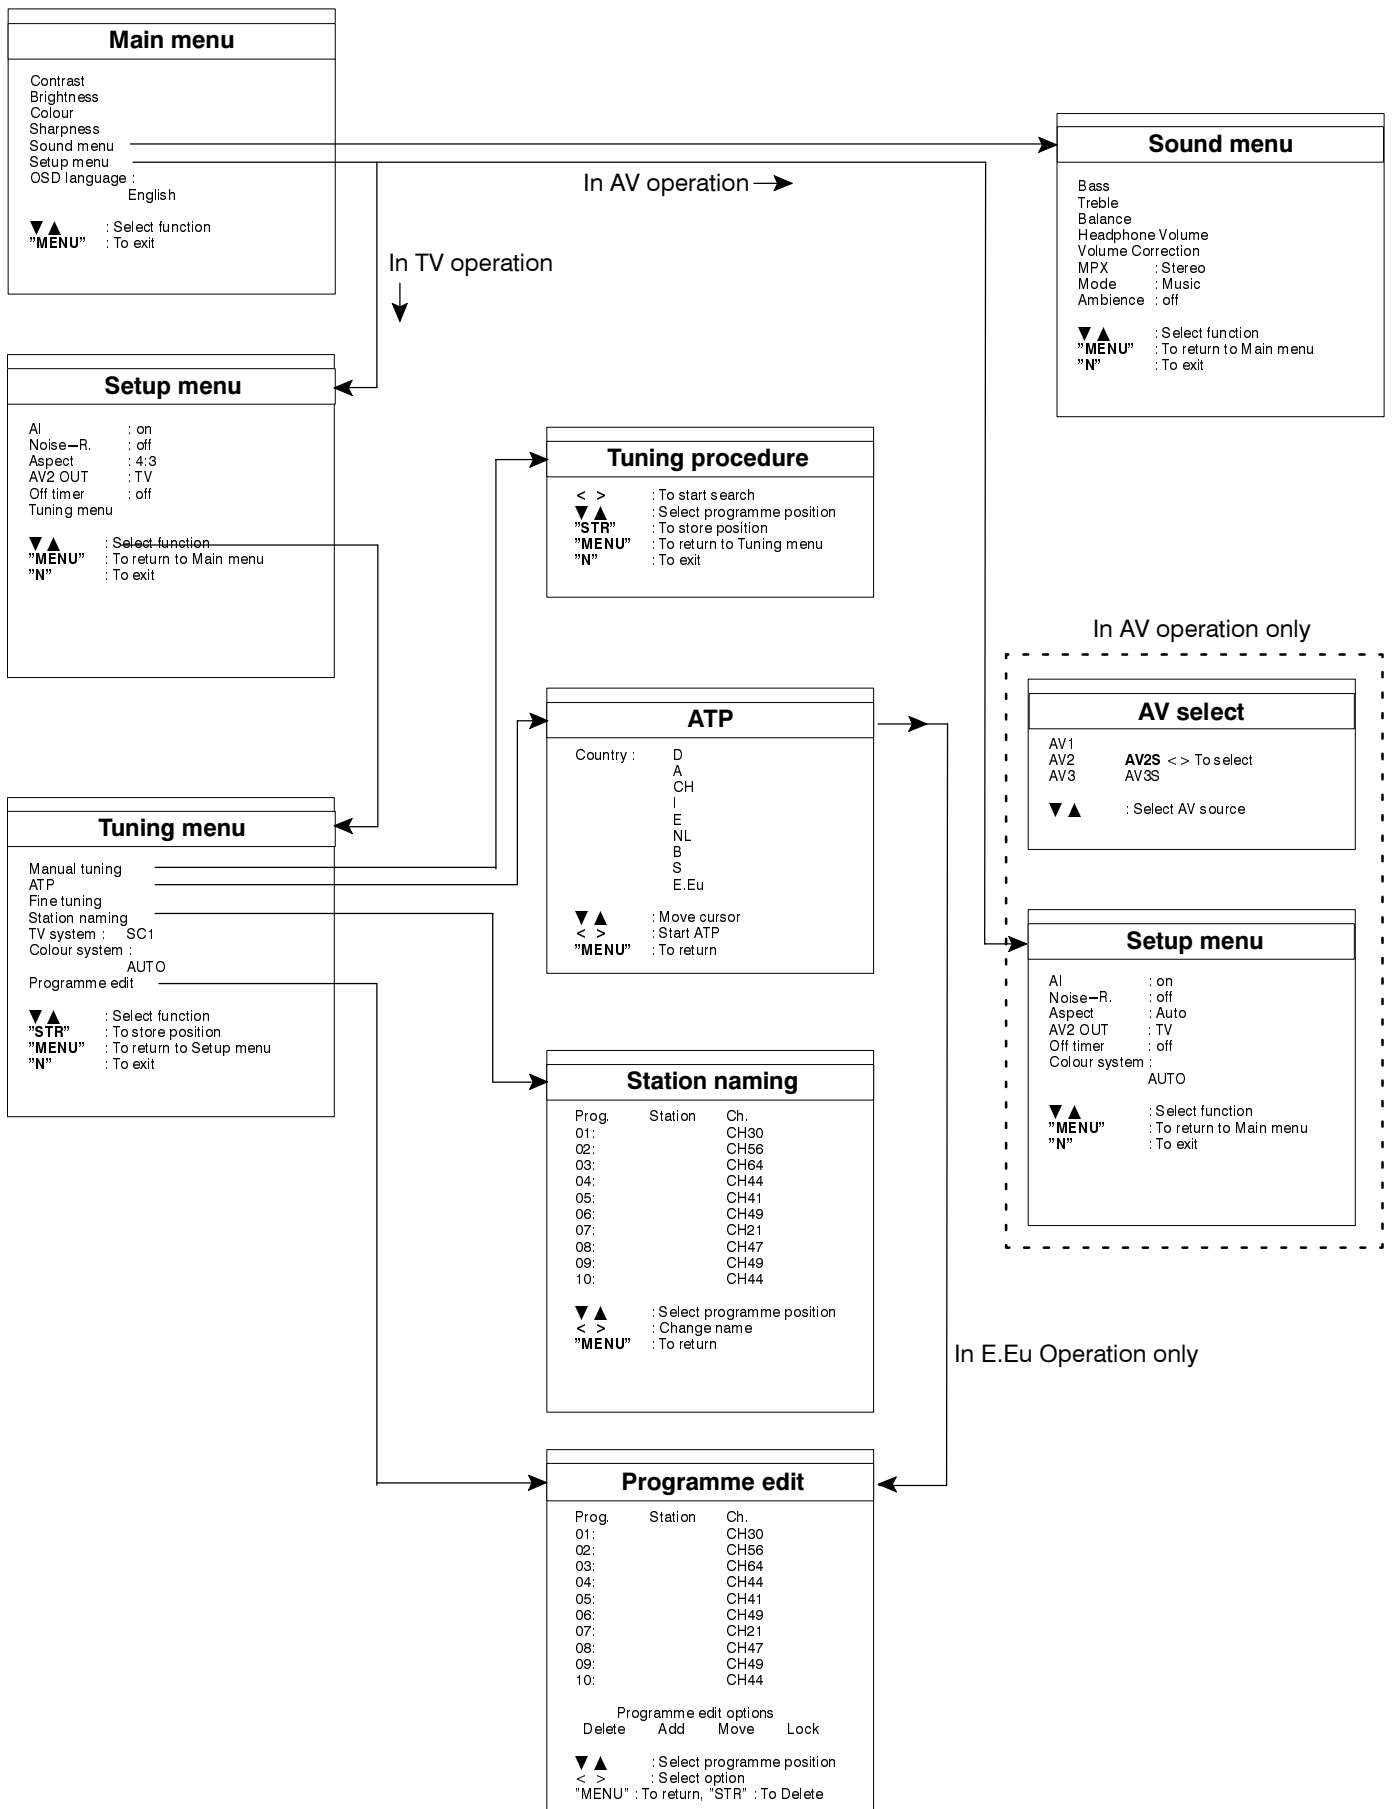 Main menu
Contrast
Brightness
Colour
Sharpness
Sound menu
Setup menu
OSD language :
English
▼ ▲ : Select function
"MENU" : To exit
In AV operation
In TV operation
Sound menu
Bass
Treble
Balance
Headphone Volume
Volume Correction
MPX : Stereo
Mode : Music
Ambience : off
▼ ▲ : Select function
"MENU" : To return to Main menu
"N" : To exit
Setup menu
AI : on
Noise–R. : off
Aspect : 4:3
AV2 OUT : TV
Off timer : off
Tuning menu
▼ ▲ : Select function
"MENU" : To return to Main menu
"N" : To exit
Tuning procedure
< > : To start search
▼ ▲ : Select programme position
"STR" : To store position
"MENU" : To return to Tuning menu
"N" : To exit
In AV operation only
AV select
AV1
AV2 AV2S < > To select
AV3 AV3S
▼ ▲ : Select AV source
ATP
Country : D
A
CH
I
E
NL
B
S
E.Eu
▼ ▲ : Move cursor
< > : Start ATP
"MENU" : To return
Tuning menu
Manual tuning
ATP
Fine tuning
Station naming
TV system : SC1
Colour system :
AUTO
Programme edit
▼ ▲ : Select function
"STR" : To store position
"MENU" : To return to Setup menu
"N" : To exit
Setup menu
AI : on
Noise–R. : off
Aspect : Auto
AV2 OUT : TV
Off timer : off
Colour system :
AUTO
▼ ▲ : Select function
"MENU" : To return to Main menu
"N" : To exit
Station naming
Prog. Station Ch.
01: CH30
02: CH56
03: CH64
04: CH44
05: CH41
06: CH49
07: CH21
08: CH47
09: CH49
10: CH44
▼ ▲ : Select programme position
< > : Change name
"MENU" : To return
In E.Eu Operation only
Programme edit
Prog. Station Ch.
01: CH30
02: CH56
03: CH64
04: CH44
05: CH41
06: CH49
07: CH21
08: CH47
09: CH49
10: CH44
Programme edit options
Delete Add Move Lock
▼ ▲ : Select programme position
< > : Select option
"MENU" : To return, "STR" : To Delete